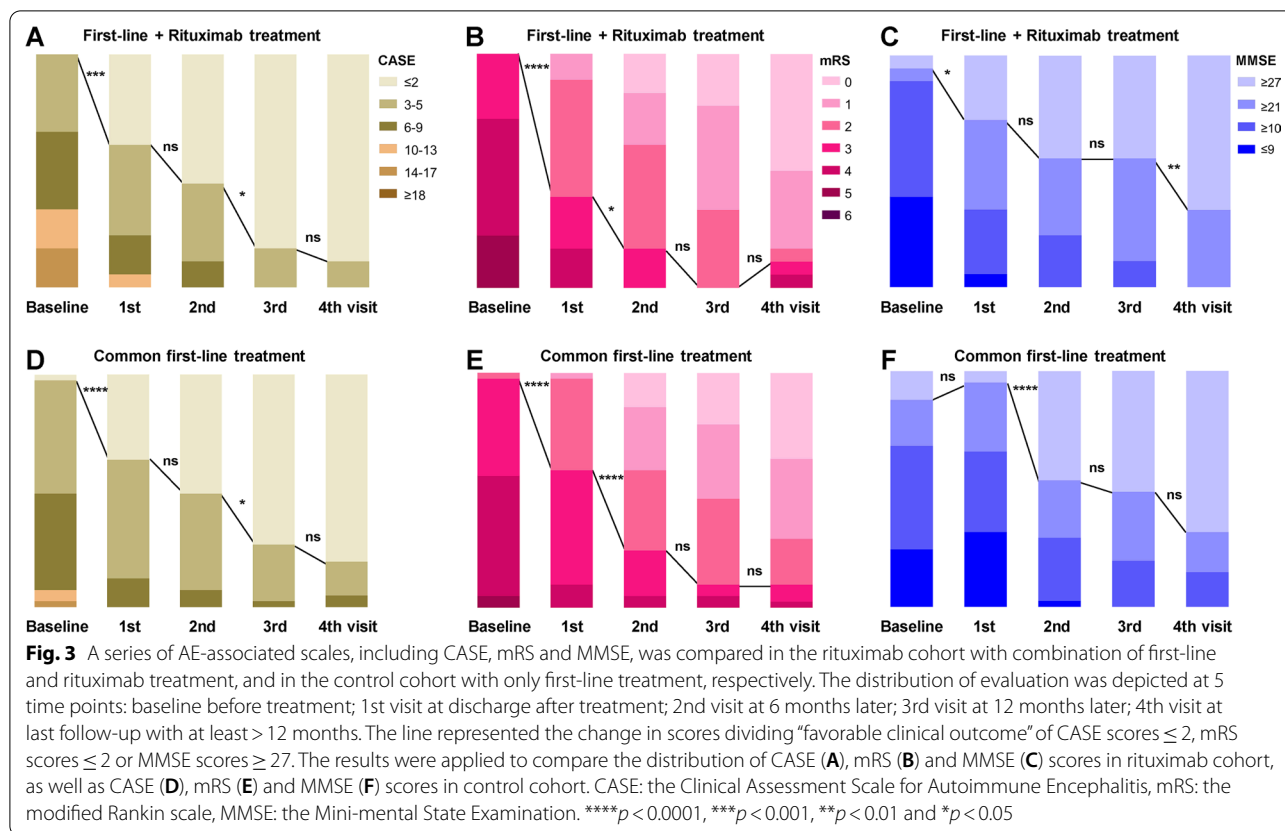 A
First-line + Rituximab treatment
CASE
≤2
3-5
6-9
10-13
14-17
≥18
***
ns
*
ns
Baseline 1st 2nd 3rd 4th visit
B
First-line + Rituximab treatment
mRS
0
1
2
3
4
5
6
****
*
ns
ns
Baseline 1st 2nd 3rd 4th visit
C
First-line + Rituximab treatment
MMSE
≥27
≥21
≥10
≤9
*
ns
ns
**
Baseline 1st 2nd 3rd 4th visit
D
Common first-line treatment
****
ns
*
ns
Baseline 1st 2nd 3rd 4th visit
E
Common first-line treatment
****
****
ns
ns
Baseline 1st 2nd 3rd 4th visit
F
Common first-line treatment
ns
****
ns
ns
Baseline 1st 2nd 3rd 4th visit
Fig. 3 A series of AE-associated scales, including CASE, mRS and MMSE, was compared in the rituximab cohort with combination of first-line
and rituximab treatment, and in the control cohort with only first-line treatment, respectively. The distribution of evaluation was depicted at 5
time points: baseline before treatment; 1st visit at discharge after treatment; 2nd visit at 6 months later; 3rd visit at 12 months later; 4th visit at
last follow-up with at least > 12 months. The line represented the change in scores dividing “favorable clinical outcome” of CASE scores ≤ 2, mRS
scores ≤ 2 or MMSE scores ≥ 27. The results were applied to compare the distribution of CASE (A), mRS (B) and MMSE (C) scores in rituximab cohort,
as well as CASE (D), mRS (E) and MMSE (F) scores in control cohort. CASE: the Clinical Assessment Scale for Autoimmune Encephalitis, mRS: the
modified Rankin scale, MMSE: the Mini-mental State Examination. ****p < 0.0001, ***p < 0.001, **p < 0.01 and *p < 0.05